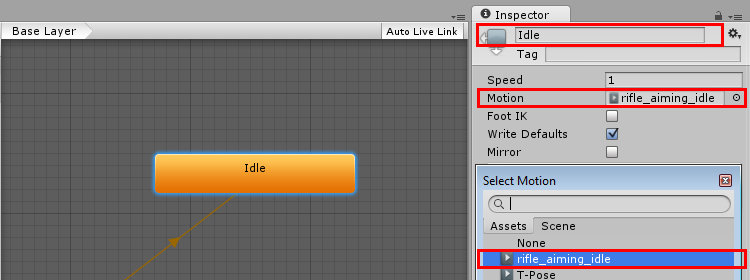 Base Layer
Auto Live Link
Idle
Inspector
Idle
Tag
Speed 1
Motion rifle_aiming_idle
Foot IK
Write Defaults
Mirror
Select Motion
Assets Scene
None
rifle_aiming_idle
T-Pose